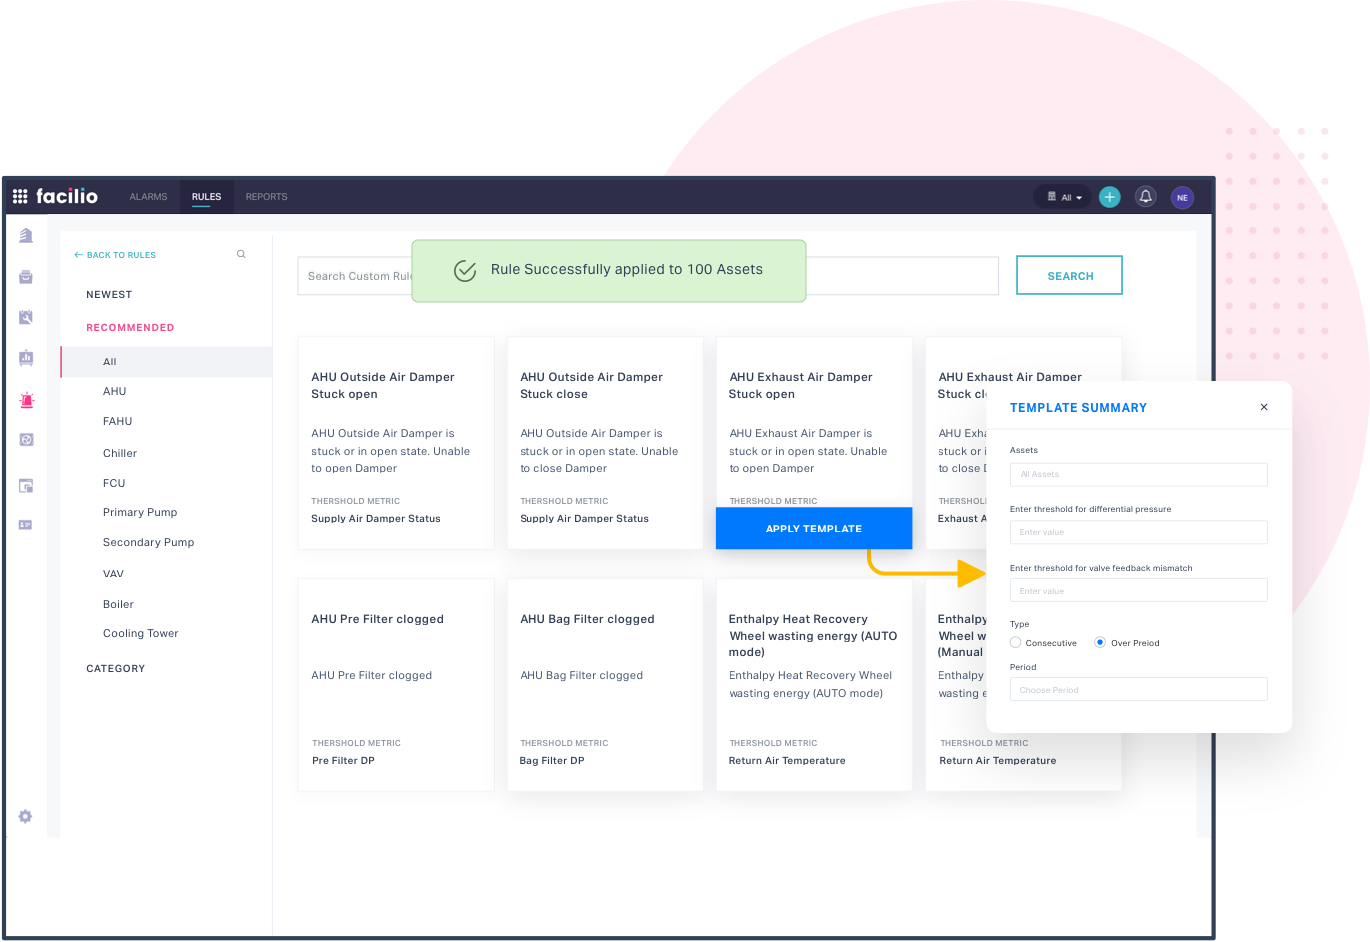 facilio
ALARMS
RULES
REPORTS
All
NE
BACK TO RULES
NEWEST
RECOMMENDED
All
AHU
FAHU
Chiller
FCU
Primary Pump
Secondary Pump
VAV
Boiler
Cooling Tower
CATEGORY
Search Custom Rul
Rule Successfully applied to 100 Assets
SEARCH
AHU Outside Air Damper
Stuck open
AHU Outside Air Damper is
stuck or in open state. Unable
to open Damper
THERSHOLD METRIC
Supply Air Damper Status
AHU Outside Air Damper
Stuck close
AHU Outside Air Damper is
stuck or in open state. Unable
to close Damper
THERSHOLD METRIC
Supply Air Damper Status
AHU Exhaust Air Damper
Stuck open
AHU Exhaust Air Damper is
stuck or in open state. Unable
to open Damper
THERSHOLD METRIC
APPLY TEMPLATE
AHU Exhaust Air Damper
Stuck cl
AHU Exha
stuck or i
to close
THERSHOL
Exhaust A
AHU Pre Filter clogged
AHU Pre Filter clogged
THERSHOLD METRIC
Pre Filter DP
AHU Bag Filter clogged
AHU Bag Filter clogged
THERSHOLD METRIC
Bag Filter DP
Enthalpy Heat Recovery
Wheel wasting energy (AUTO
mode)
Enthalpy Heat Recovery Wheel
wasting energy (AUTO mode)
THERSHOLD METRIC
Return Air Temperature
Enthalpy
Wheel w
(Manual
Enthalpy
wasting e
THERSHOLD METRIC
Return Air Temperature
TEMPLATE SUMMARY
Assets
All Assets
Enter threshold for differential pressure
Enter value
Enter threshold for valve feedback mismatch
Enter value
Type
Consecutive
Over Preiod
Period
Choose Period